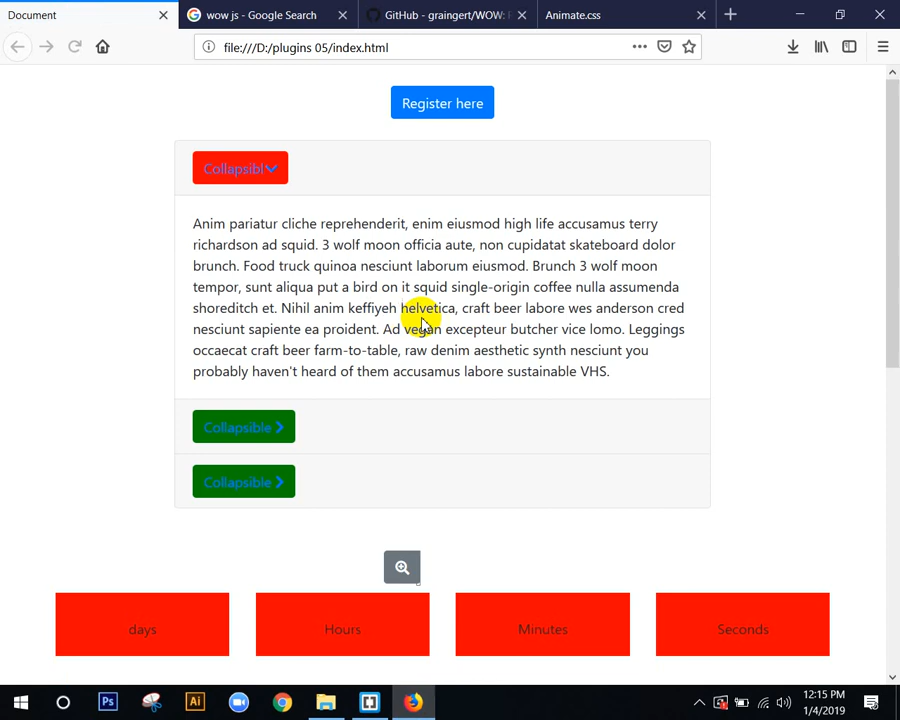 Document
wow js - Google Search
GitHub - graingert/WOW: R
Animate.css
file:///D:/plugins 05/index.html
Register here
Collapsibl
Anim pariatur cliche reprehenderit, enim eiusmod high life accusamus terry
richardson ad squid. 3 wolf moon officia aute, non cupidatat skateboard dolor
brunch. Food truck quinoa nesciunt laborum eiusmod. Brunch 3 wolf moon
tempor, sunt aliqua put a bird on it squid single-origin coffee nulla assumenda
shoreditch et. Nihil anim keffiyeh helvetica, craft beer labore wes anderson cred
nesciunt sapiente ea proident. Ad vegan excepteur butcher vice lomo. Leggings
occaecat craft beer farm-to-table, raw denim aesthetic synth nesciunt you
probably haven't heard of them accusamus labore sustainable VHS.
Collapsible
Collapsible
days
Hours
Minutes
Seconds
Ps
Ai
12:15 PM
1/4/2019